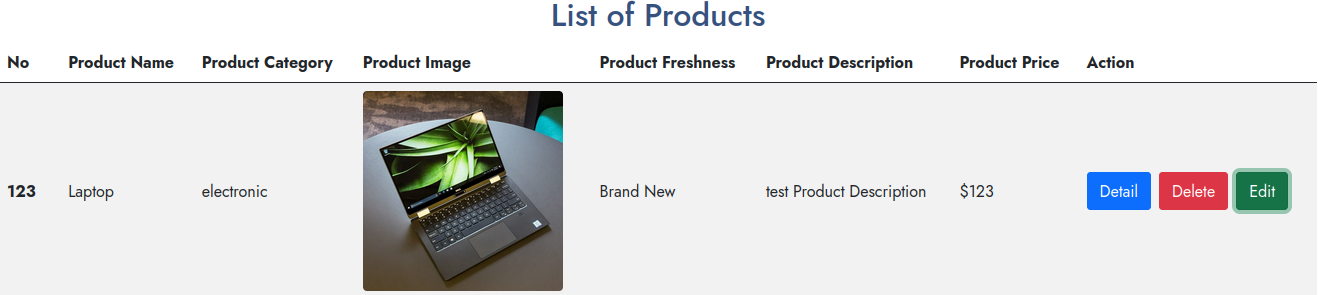 List of Products
No Product Name Product Category Product Image Product Freshness Product Description Product Price Action
123 Laptop electronic Brand New test Product Description $123 Detail Delete Edit